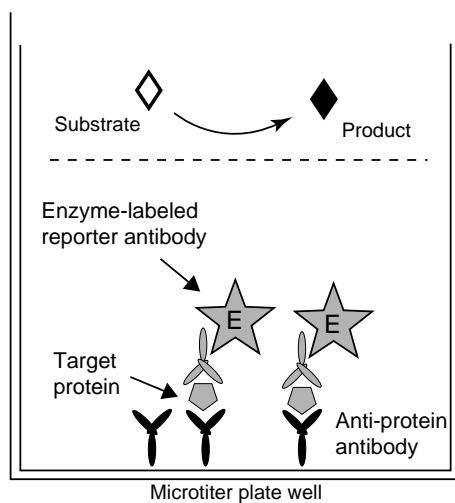 Substrate
Product
Enzyme-labeled
reporter antibody
E
E
Target
protein
Anti-protein
antibody
Microtiter plate well